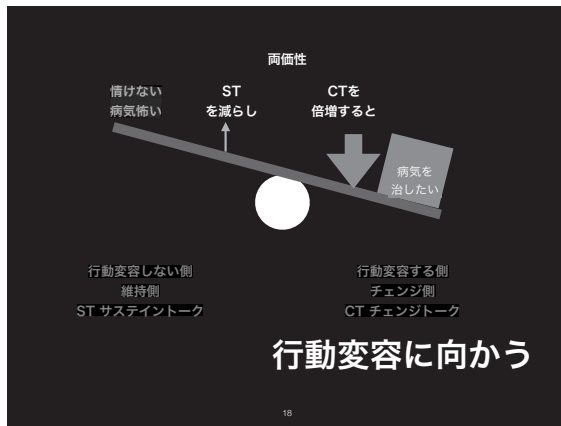 両価性
情けない
病気怖い
ST
を減らし
CTを
倍増すると
病気を
治したい
行動変容しない側
維持側
ST サステイントーク
行動変容する側
チェンジ側
CT チェンジトーク
行動変容に向かう
18